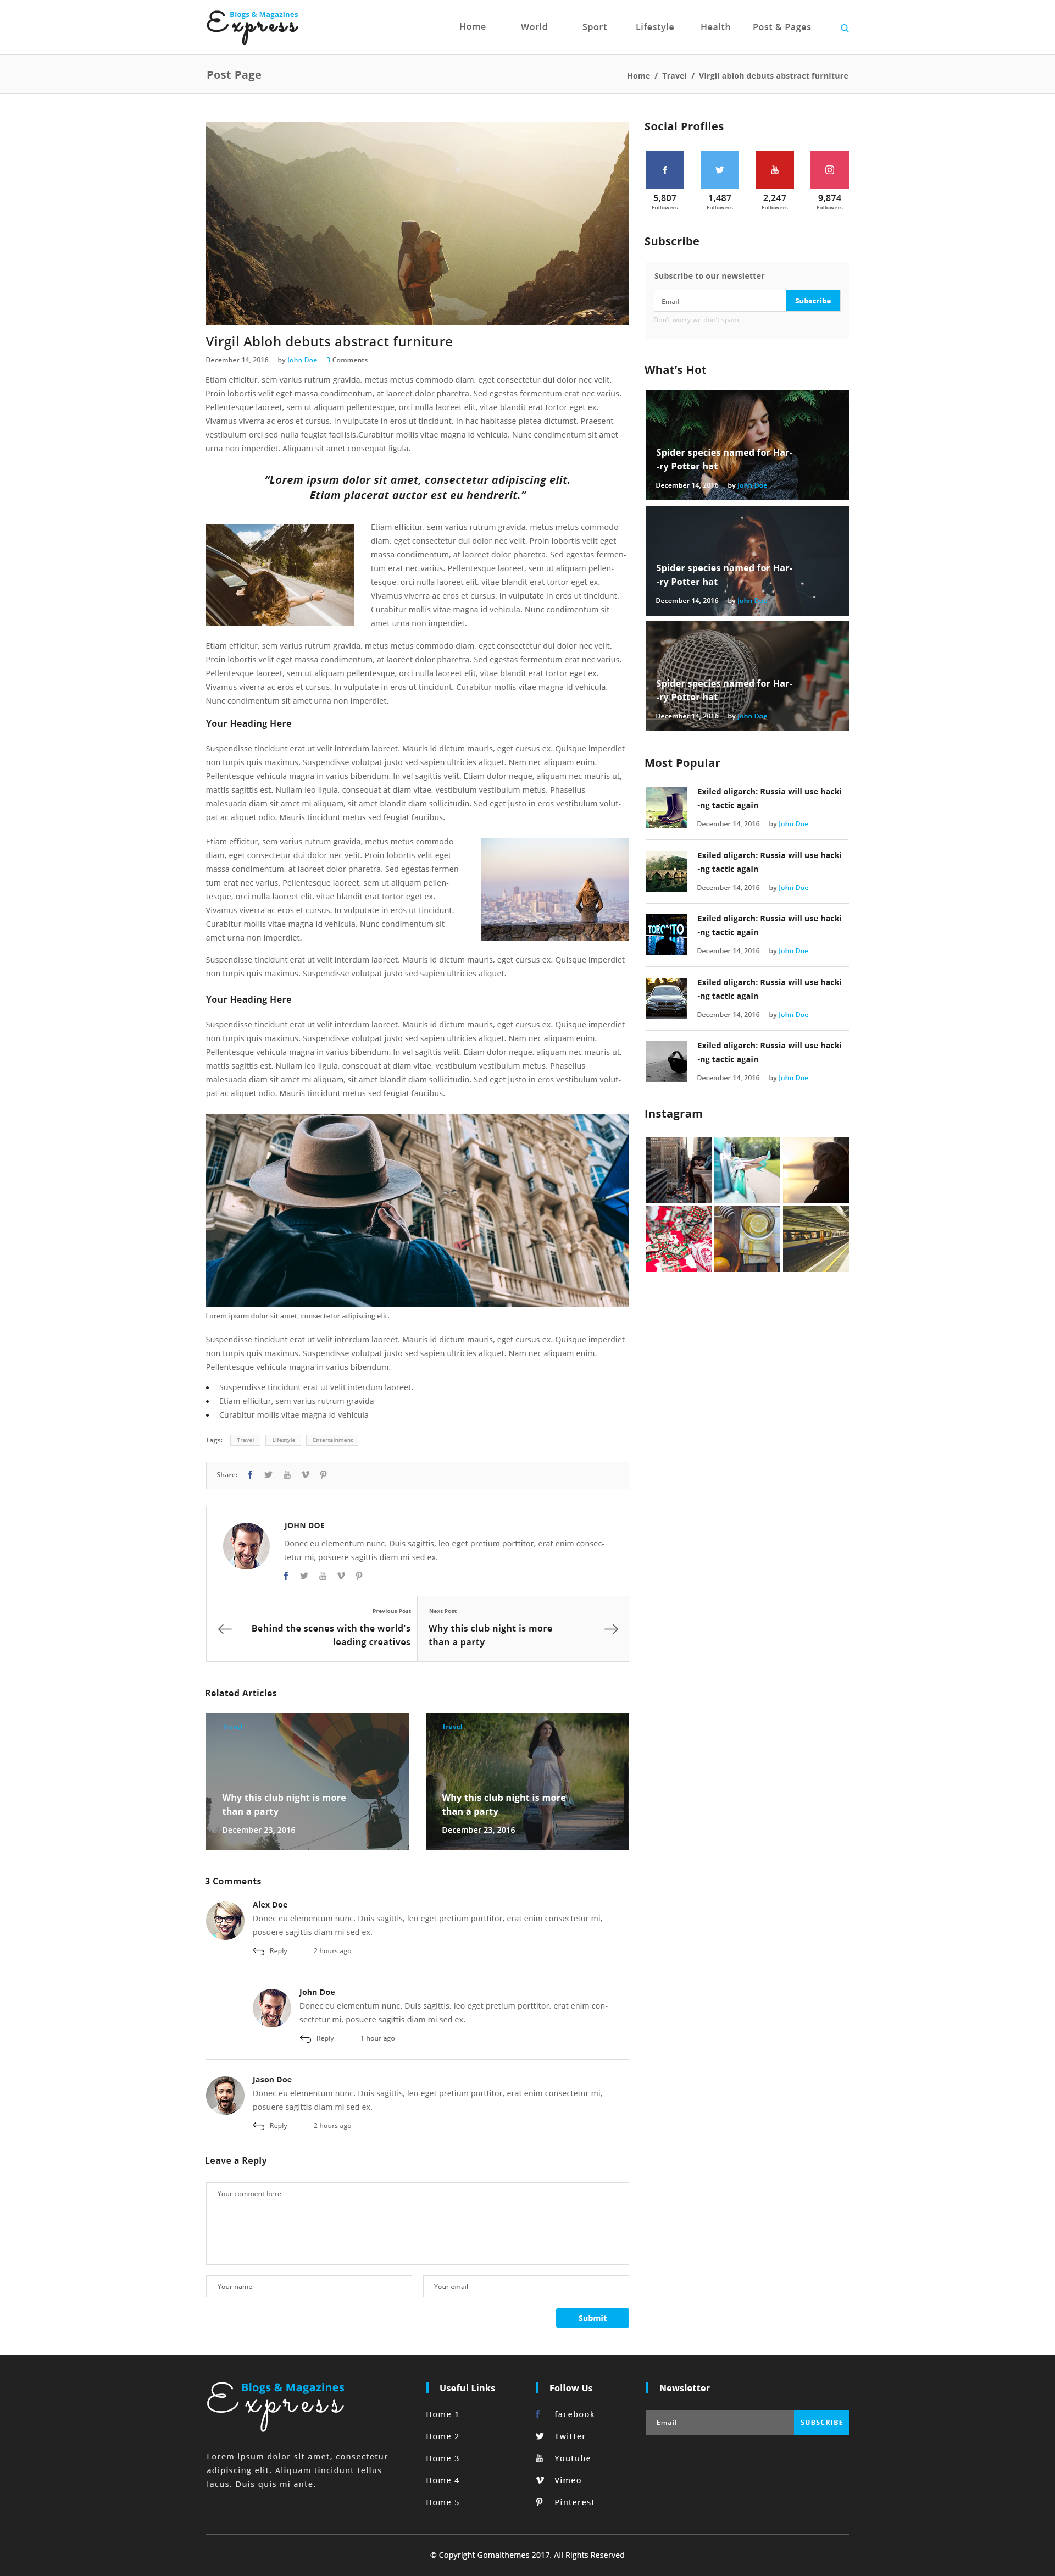 Blogs & Magazines
Express
Home
World
Sport
Lifestyle
Health
Post & Pages
Post Page
Home / Travel / Virgil abloh debuts abstract furniture
Virgil Abloh debuts abstract furniture
December 14, 2016 by John Doe 3 Comments
Etiam efficitur, sem varius rutrum gravida, metus metus commodo diam, eget consectetur dui dolor nec velit.
Proin lobortis velit eget massa condimentum, at laoreet dolor pharetra. Sed egestas fermentum erat nec varius.
Pellentesque laoreet, sem ut aliquam pellentesque, orci nulla laoreet elit, vitae blandit erat tortor eget ex.
Vivamus viverra ac eros et cursus. In vulputate in eros ut tincidunt. In hac habitasse platea dictumst. Praesent
vestibulum orci sed nulla feugiat facilisis.Curabitur mollis vitae magna id vehicula. Nunc condimentum sit amet
urna non imperdiet. Aliquam sit amet consequat ligula.
“Lorem ipsum dolor sit amet, consectetur adipiscing elit.
Etiam placerat auctor est eu hendrerit.”
Etiam efficitur, sem varius rutrum gravida, metus metus commodo
diam, eget consectetur dui dolor nec velit. Proin lobortis velit eget
massa condimentum, at laoreet dolor pharetra. Sed egestas fermen-
tum erat nec varius. Pellentesque laoreet, sem ut aliquam pellen-
tesque, orci nulla laoreet elit, vitae blandit erat tortor eget ex.
Vivamus viverra ac eros et cursus. In vulputate in eros ut tincidunt.
Curabitur mollis vitae magna id vehicula. Nunc condimentum sit
amet urna non imperdiet.
Etiam efficitur, sem varius rutrum gravida, metus metus commodo diam, eget consectetur dui dolor nec velit.
Proin lobortis velit eget massa condimentum, at laoreet dolor pharetra. Sed egestas fermentum erat nec varius.
Pellentesque laoreet, sem ut aliquam pellentesque, orci nulla laoreet elit, vitae blandit erat tortor eget ex.
Vivamus viverra ac eros et cursus. In vulputate in eros ut tincidunt. Curabitur mollis vitae magna id vehicula.
Nunc condimentum sit amet urna non imperdiet.
Your Heading Here
Suspendisse tincidunt erat ut velit interdum laoreet. Mauris id dictum mauris, eget cursus ex. Quisque imperdiet
non turpis quis maximus. Suspendisse volutpat justo sed sapien ultricies aliquet. Nam nec aliquam enim.
Pellentesque vehicula magna in varius bibendum. In vel sagittis velit. Etiam dolor neque, aliquam nec mauris ut,
mattis sagittis est. Nullam leo ligula, consequat at diam vitae, vestibulum vestibulum metus. Phasellus
malesuada diam sit amet mi aliquam, sit amet blandit diam sollicitudin. Sed eget justo in eros vestibulum volut-
pat ac aliquet odio. Mauris tincidunt metus sed feugiat faucibus.
Etiam efficitur, sem varius rutrum gravida, metus metus commodo
diam, eget consectetur dui dolor nec velit. Proin lobortis velit eget
massa condimentum, at laoreet dolor pharetra. Sed egestas fermen-
tum erat nec varius. Pellentesque laoreet, sem ut aliquam pellen-
tesque, orci nulla laoreet elit, vitae blandit erat tortor eget ex.
Vivamus viverra ac eros et cursus. In vulputate in eros ut tincidunt.
Curabitur mollis vitae magna id vehicula. Nunc condimentum sit
amet urna non imperdiet.
Suspendisse tincidunt erat ut velit interdum laoreet. Mauris id dictum mauris, eget cursus ex. Quisque imperdiet
non turpis quis maximus. Suspendisse volutpat justo sed sapien ultricies aliquet.
Your Heading Here
Suspendisse tincidunt erat ut velit interdum laoreet. Mauris id dictum mauris, eget cursus ex. Quisque imperdiet
non turpis quis maximus. Suspendisse volutpat justo sed sapien ultricies aliquet. Nam nec aliquam enim.
Pellentesque vehicula magna in varius bibendum. In vel sagittis velit. Etiam dolor neque, aliquam nec mauris ut,
mattis sagittis est. Nullam leo ligula, consequat at diam vitae, vestibulum vestibulum metus. Phasellus
malesuada diam sit amet mi aliquam, sit amet blandit diam sollicitudin. Sed eget justo in eros vestibulum volut-
pat ac aliquet odio. Mauris tincidunt metus sed feugiat faucibus.
Lorem ipsum dolor sit amet, consectetur adipiscing elit.
Suspendisse tincidunt erat ut velit interdum laoreet. Mauris id dictum mauris, eget cursus ex. Quisque imperdiet
non turpis quis maximus. Suspendisse volutpat justo sed sapien ultricies aliquet. Nam nec aliquam enim.
Pellentesque vehicula magna in varius bibendum.
• Suspendisse tincidunt erat ut velit interdum laoreet.
• Etiam efficitur, sem varius rutrum gravida
• Curabitur mollis vitae magna id vehicula
Tags: Travel Lifestyle Entertainment
Share:
JOHN DOE
Donec eu elementum nunc. Duis sagittis, leo eget pretium porttitor, erat enim consec-
tetur mi, posuere sagittis diam mi sed ex.
Previous Post
Behind the scenes with the world's
leading creatives
Next Post
Why this club night is more
than a party
Related Articles
Travel
Why this club night is more
than a party
December 23, 2016
Travel
Why this club night is more
than a party
December 23, 2016
3 Comments
Alex Doe
Donec eu elementum nunc. Duis sagittis, leo eget pretium porttitor, erat enim consectetur mi,
posuere sagittis diam mi sed ex.
Reply 2 hours ago
John Doe
Donec eu elementum nunc. Duis sagittis, leo eget pretium porttitor, erat enim con-
sectetur mi, posuere sagittis diam mi sed ex.
Reply 1 hour ago
Jason Doe
Donec eu elementum nunc. Duis sagittis, leo eget pretium porttitor, erat enim consectetur mi,
posuere sagittis diam mi sed ex.
Reply 2 hours ago
Leave a Reply
Your comment here
Your name
Your email
Submit
Social Profiles
5,807
Followers
1,487
Followers
2,247
Followers
9,874
Followers
Subscribe
Subscribe to our newsletter
Email
Subscribe
Don't worry we don't spam
What's Hot
Spider species named for Har-
-ry Potter hat
December 14, 2016 by John Doe
Spider species named for Har-
-ry Potter hat
December 14, 2016 by John Doe
Spider species named for Har-
-ry Potter hat
December 14, 2016 by John Doe
Most Popular
Exiled oligarch: Russia will use hacki
-ng tactic again
December 14, 2016 by John Doe
Exiled oligarch: Russia will use hacki
-ng tactic again
December 14, 2016 by John Doe
TORONTO
Exiled oligarch: Russia will use hacki
-ng tactic again
December 14, 2016 by John Doe
Exiled oligarch: Russia will use hacki
-ng tactic again
December 14, 2016 by John Doe
Exiled oligarch: Russia will use hacki
-ng tactic again
December 14, 2016 by John Doe
Instagram
Blogs & Magazines
Express
Lorem ipsum dolor sit amet, consectetur
adipiscing elit. Aliquam tincidunt tellus
lacus. Duis quis mi ante.
Useful Links
Home 1
Home 2
Home 3
Home 4
Home 5
Follow Us
facebook
Twitter
Youtube
Vimeo
Pinterest
Newsletter
Email
SUBSCRIBE
© Copyright Gomalthemes 2017, All Rights Reserved